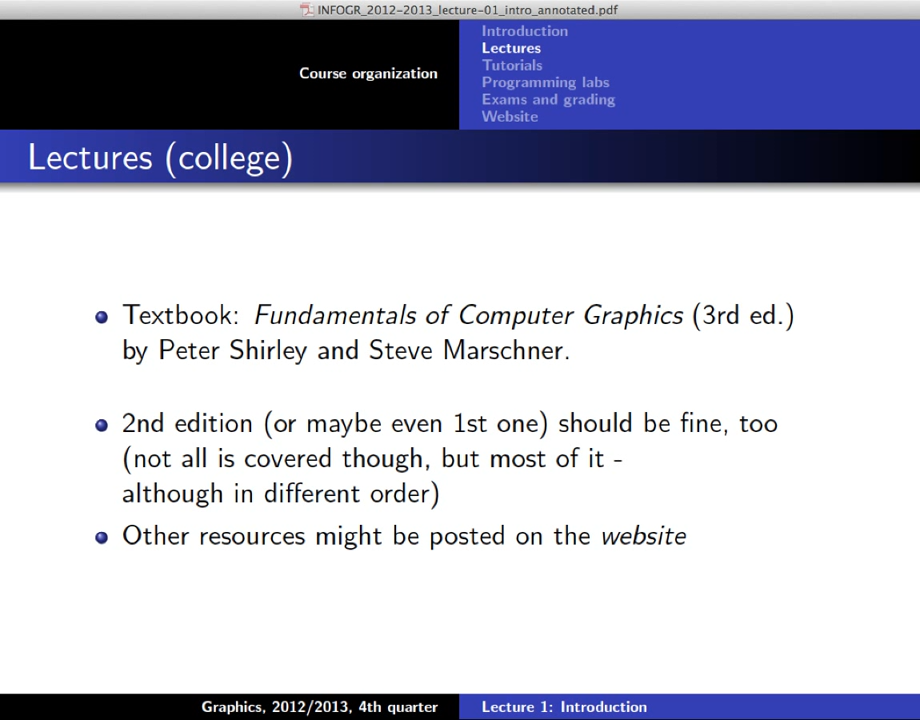 INFOGR_2012-2013_lecture-01_intro_annotated.pdf
Course organization
Introduction
Lectures
Tutorials
Programming labs
Exams and grading
Website
Lectures (college)
Textbook: Fundamentals of Computer Graphics (3rd ed.)
by Peter Shirley and Steve Marschner.
2nd edition (or maybe even 1st one) should be fine, too
(not all is covered though, but most of it -
although in different order)
Other resources might be posted on the website
Graphics, 2012/2013, 4th quarter
Lecture 1: Introduction